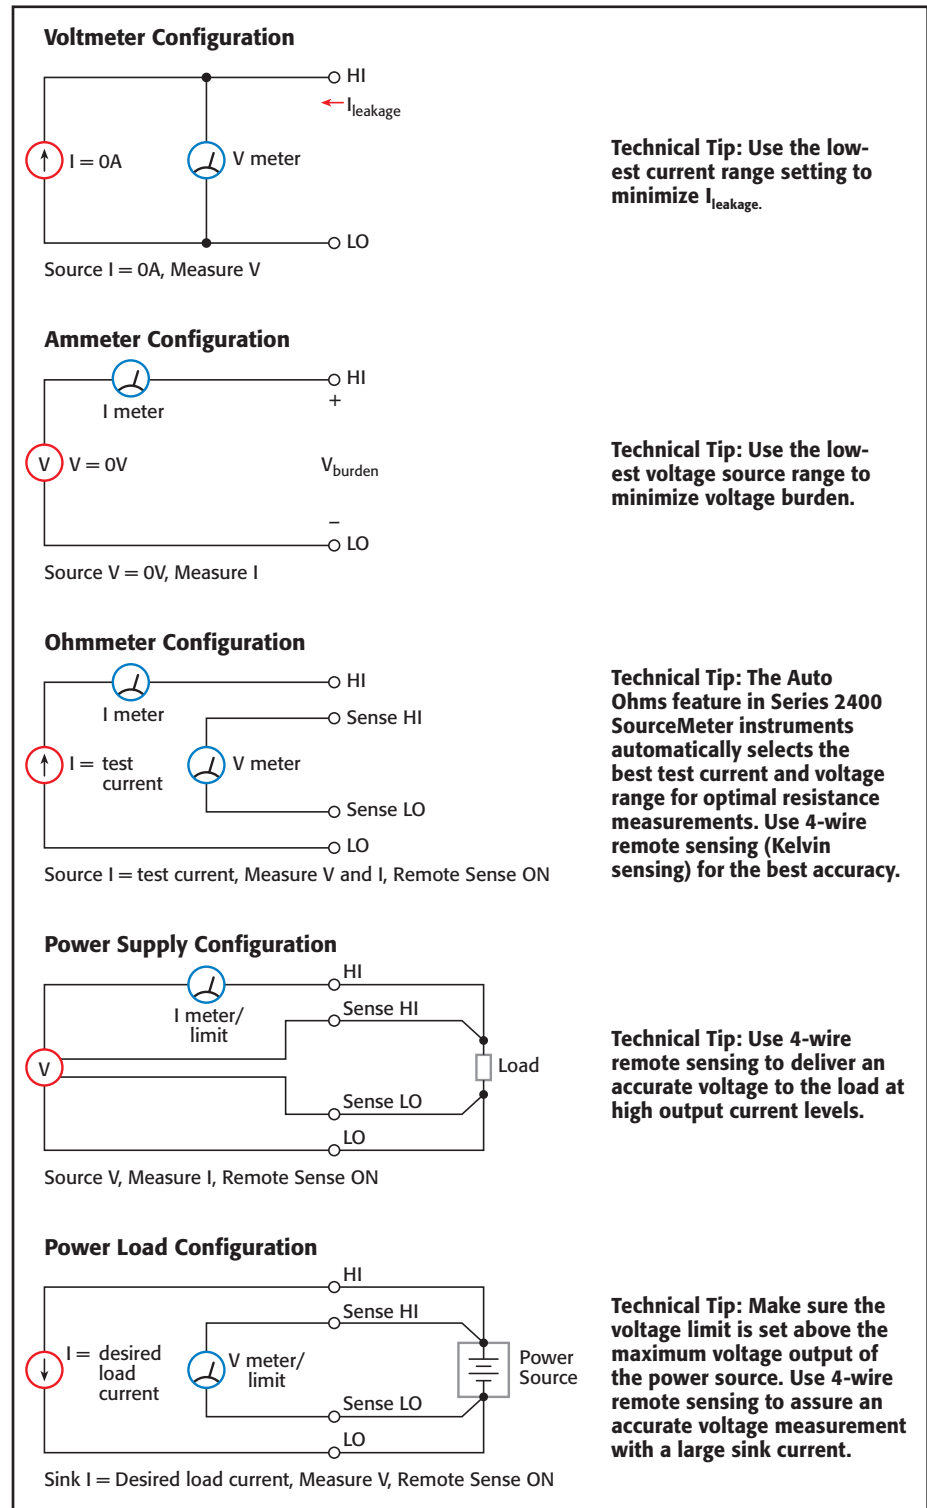 Voltmeter Configuration
HI
Ileakage
I = 0A
V meter
LO
Source I = 0A, Measure V
Technical Tip: Use the low-
est current range setting to
minimize Ileakage.
Ammeter Configuration
HI
I meter
+
V
V = 0V
Vburden
–
LO
Source V = 0V, Measure I
Technical Tip: Use the low-
est voltage source range to
minimize voltage burden.
Ohmmeter Configuration
HI
I meter
Sense HI
I = test
current
V meter
Sense LO
LO
Source I = test current, Measure V and I, Remote Sense ON
Technical Tip: The Auto
Ohms feature in Series 2400
SourceMeter instruments
automatically selects the
best test current and voltage
range for optimal resistance
measurements. Use 4-wire
remote sensing (Kelvin
sensing) for the best accuracy.
Power Supply Configuration
HI
I meter/
limit
Sense HI
V
Load
Sense LO
LO
Source V, Measure I, Remote Sense ON
Technical Tip: Use 4-wire
remote sensing to deliver an
accurate voltage to the load at
high output current levels.
Power Load Configuration
HI
Sense HI
I = desired
load
current
V meter/
limit
Power
Source
Sense LO
LO
Sink I = Desired load current, Measure V, Remote Sense ON
Technical Tip: Make sure the
voltage limit is set above the
maximum voltage output of
the power source. Use 4-wire
remote sensing to assure an
accurate voltage measurement
with a large sink current.